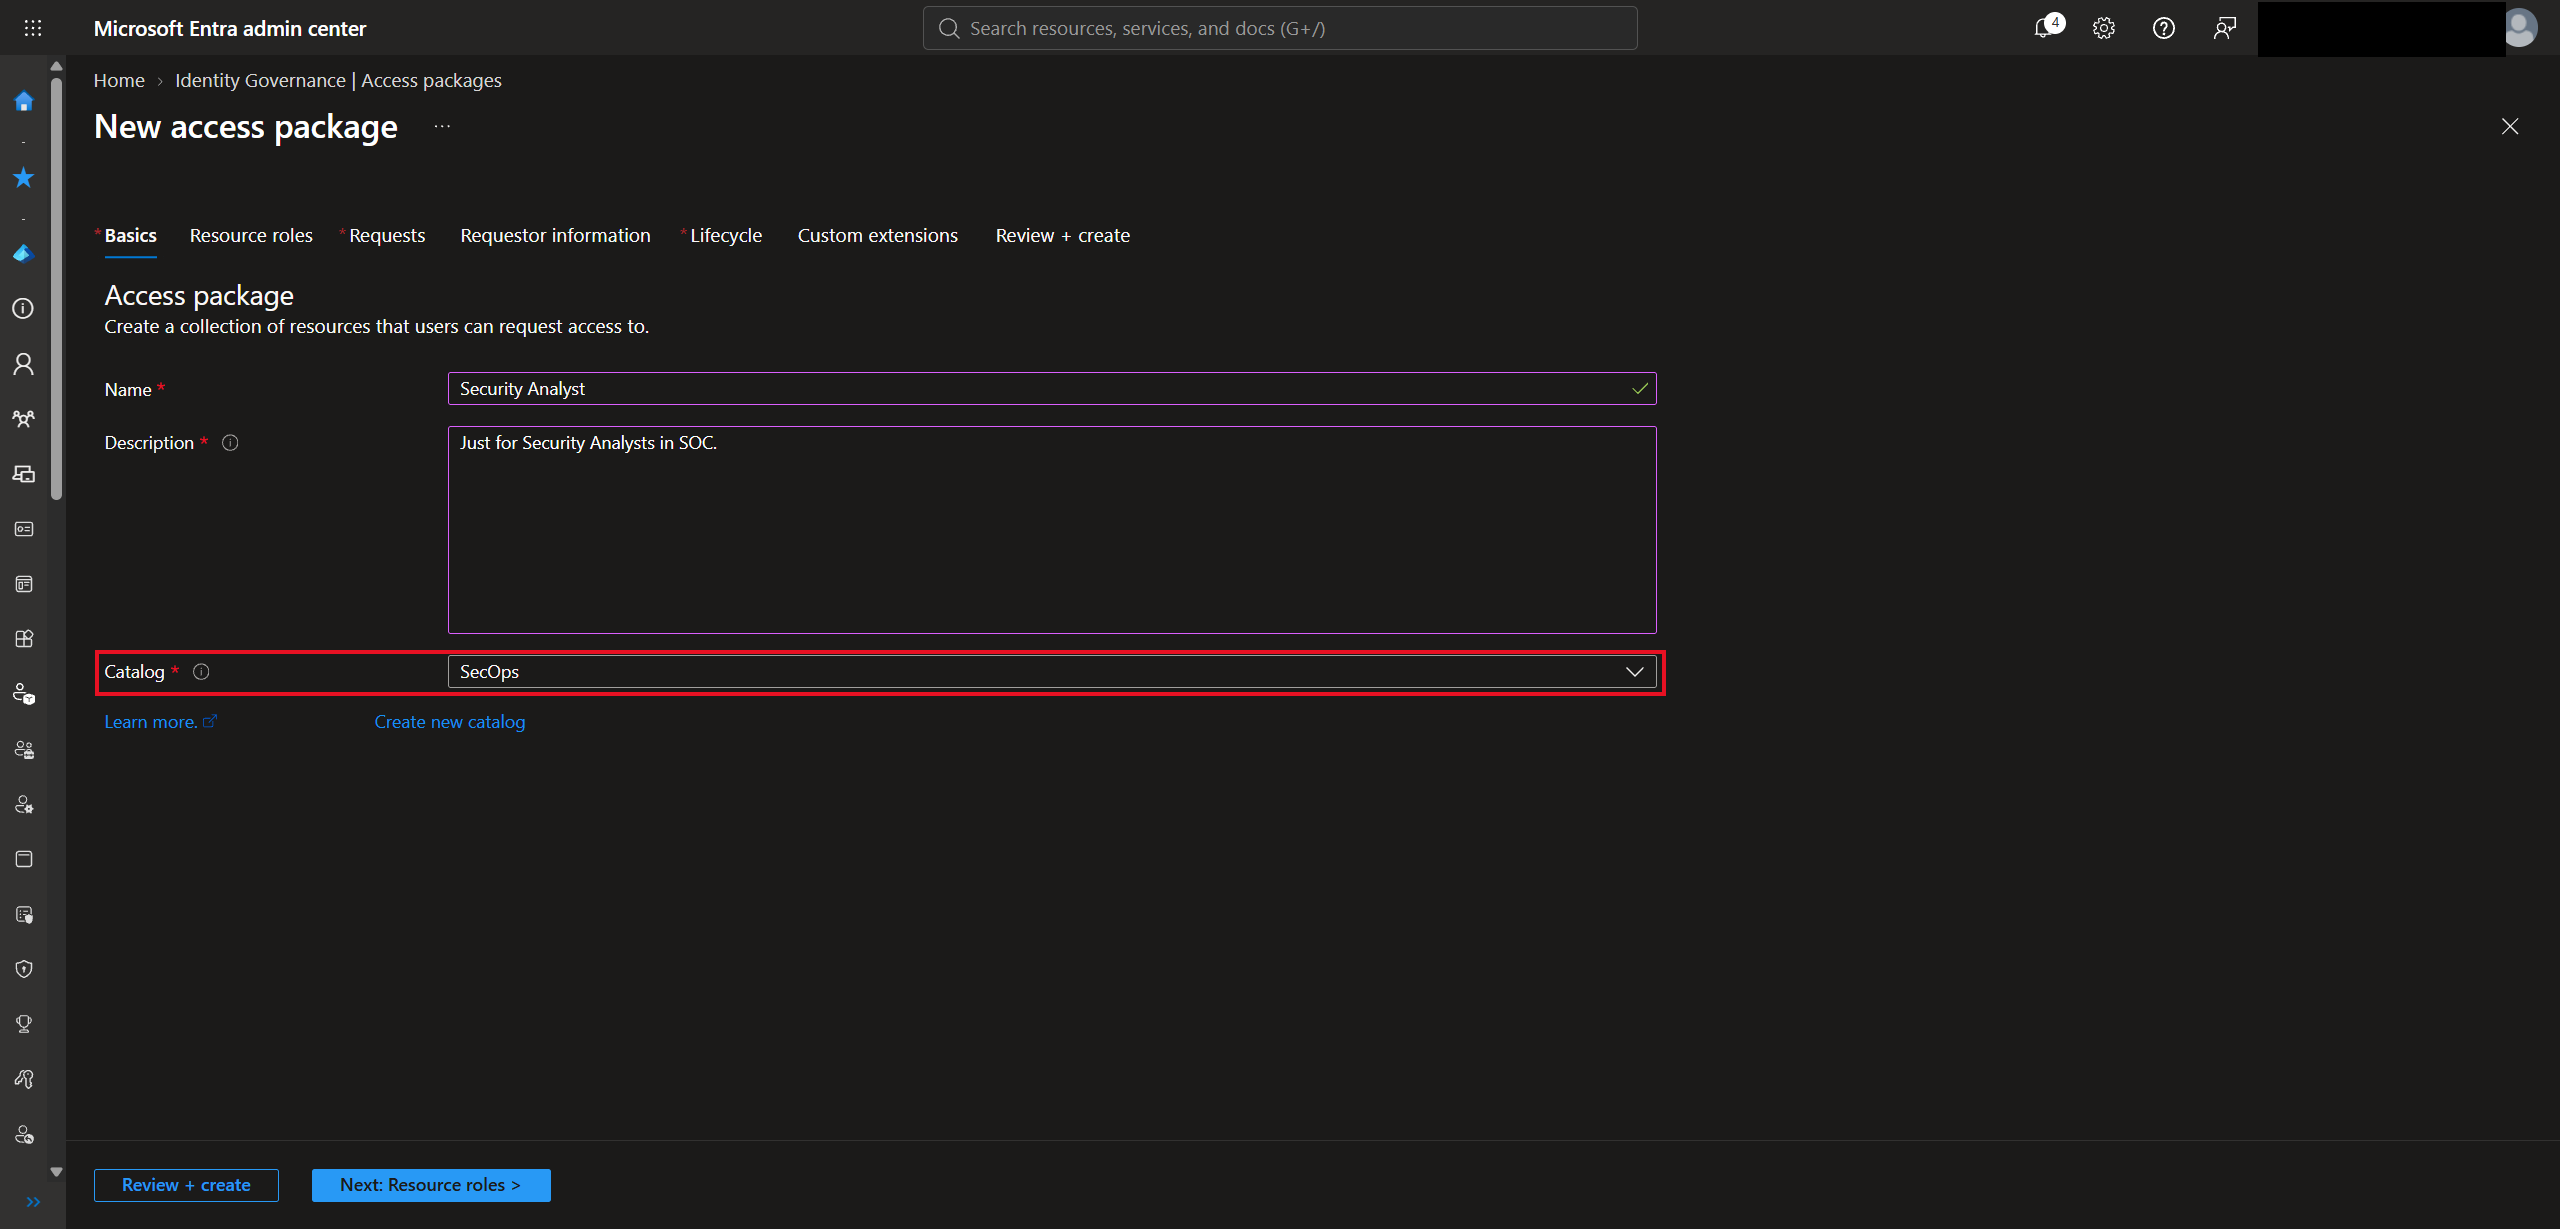 Microsoft Entra admin center
Search resources, services, and docs (G+/)
4
Home > Identity Governance | Access packages
New access package ...
* Basics Resource roles * Requests Requestor information * Lifecycle Custom extensions Review + create
Access package
Create a collection of resources that users can request access to.
Name * Security Analyst
Description * Just for Security Analysts in SOC.
Catalog * SecOps
Learn more. Create new catalog
Review + create Next: Resource roles >